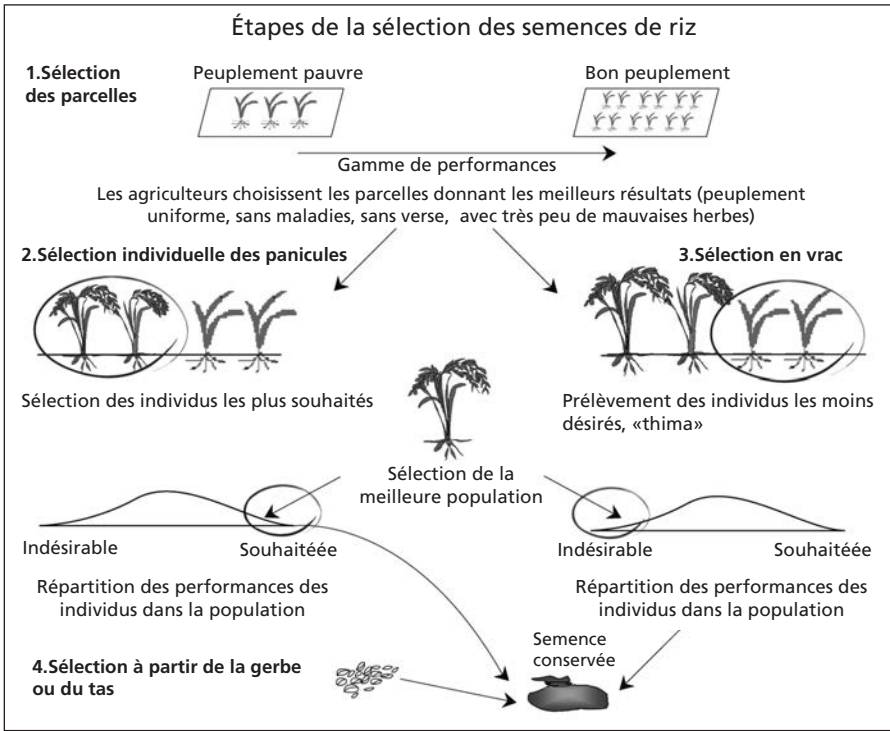 Étapes de la sélection des semences de riz
1.Sélection
des parcelles
Peuplement pauvre
Bon peuplement
Gamme de performances
Les agriculteurs choisissent les parcelles donnant les meilleurs résultats (peuplement
uniforme, sans maladies, sans verse, avec très peu de mauvaises herbes)
2.Sélection individuelle des panicules
3.Sélection en vrac
Sélection des individus les plus souhaités
Prélèvement des individus les moins
désirés, «thima»
Sélection de la
meilleure population
Indésirable
Souhaitéée
Indésirable
Souhaitéée
Répartition des performances des
individus dans la population
Répartition des performances des
individus dans la population
4.Sélection à partir de la gerbe
ou du tas
Semence
conservée